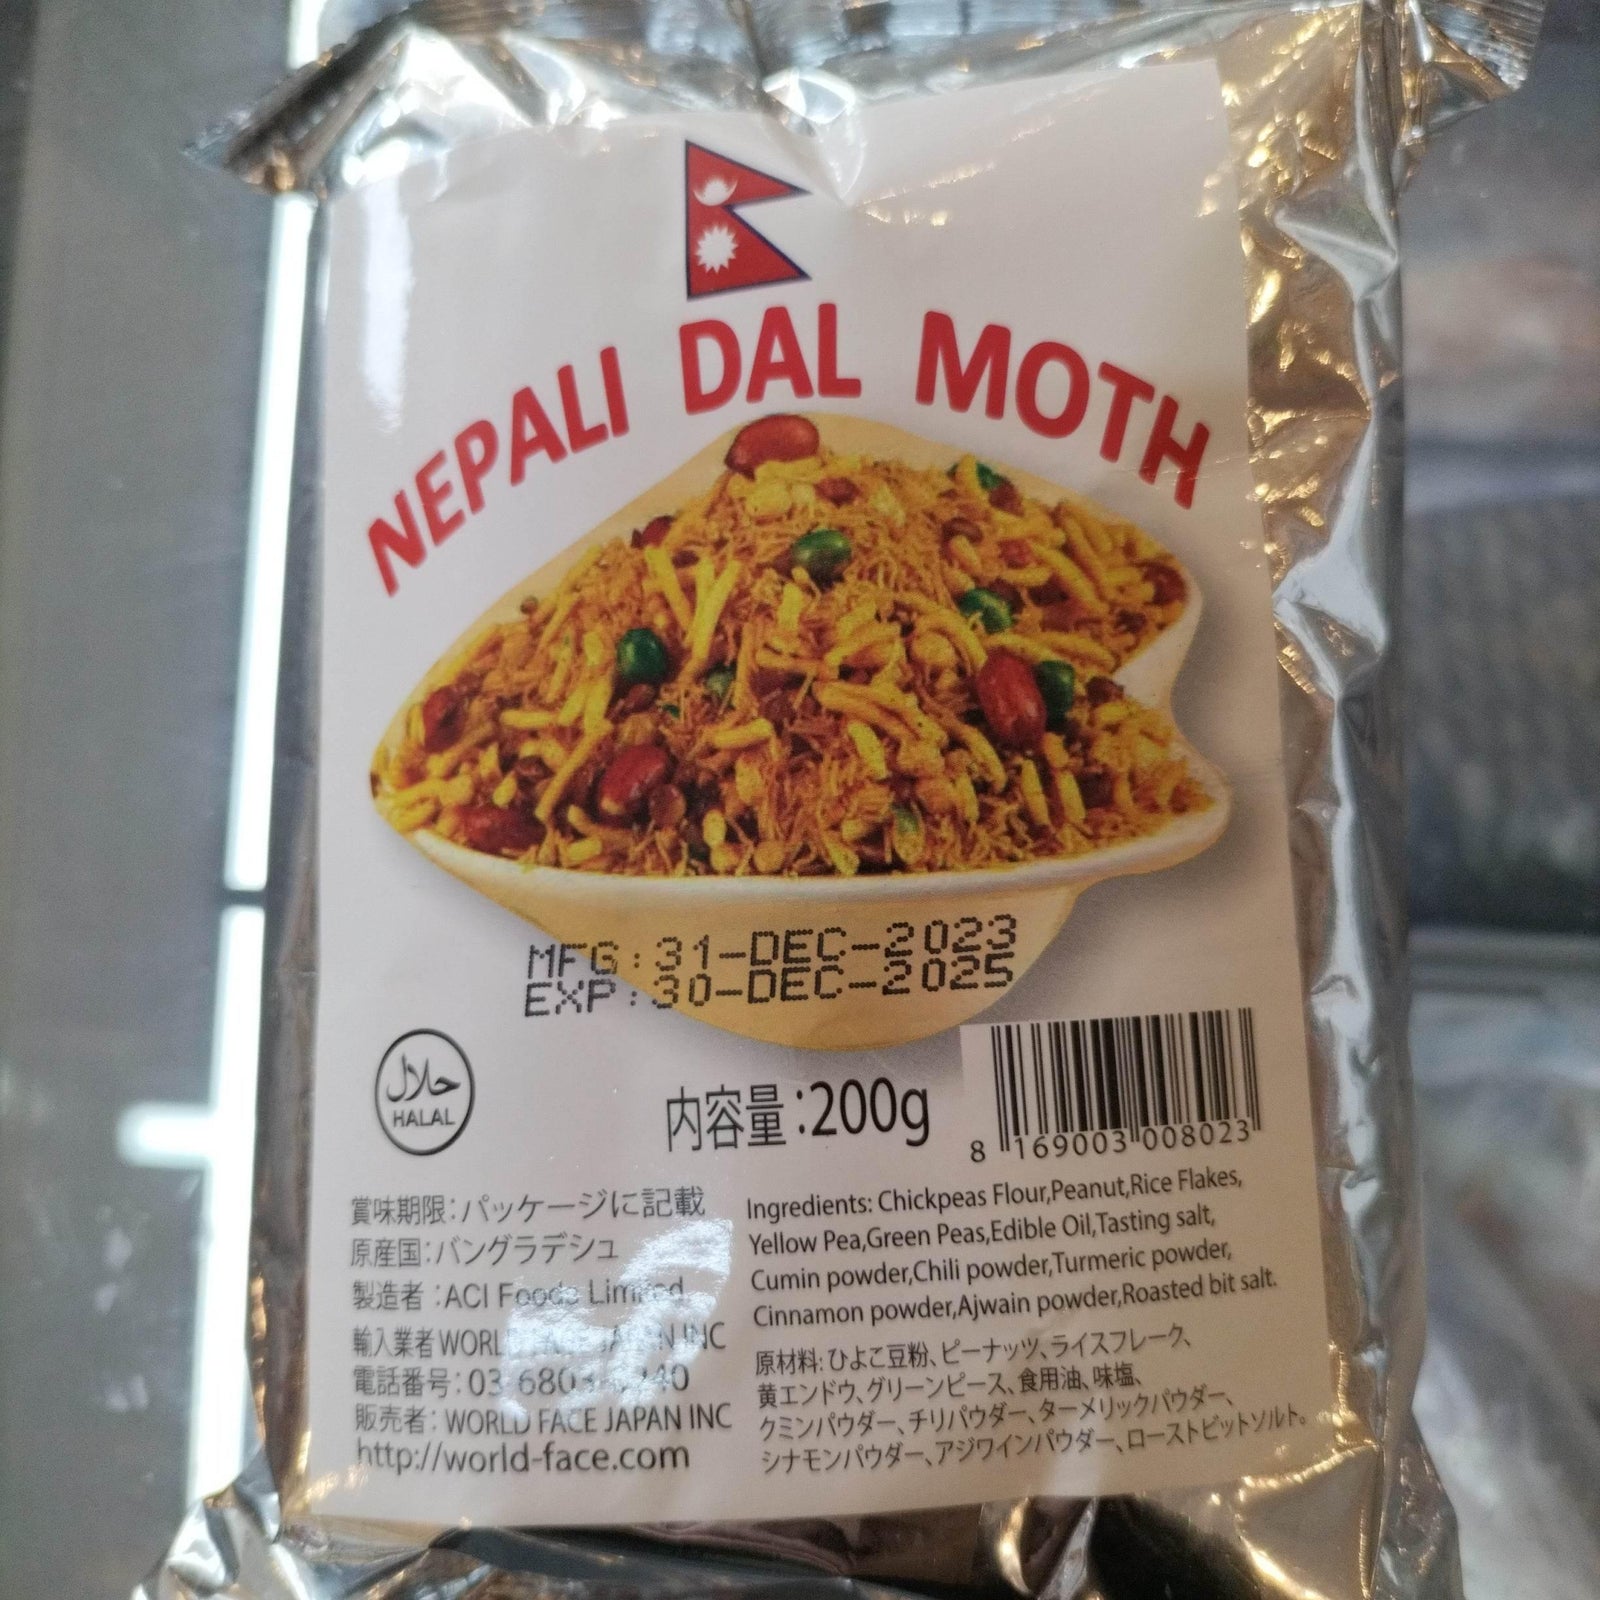 NEPALI DAL MOTH
MFG:31-DEC-2023
EXP:30-DEC-2025
حلال
HALAL
内容量:200g
8 169003 008023
賞味期限:パッケージに記載
原産国:バングラデシュ
製造者 :ACI Foods Limited
輸入業者 WORLD FACE JAPAN INC
電話番号:03
販売者: WORLD FACE JAPAN INC
http://world-face.com
Ingredients: Chickpeas Flour,Peanut,Rice Flakes,
Yellow Pea,Green Peas,Edible Oil,Tasting salt,
Cumin powder,Chili powder,Turmeric powder,
Cinnamon powder,Ajwain powder,Roasted bit salt.
原材料:ひよこ豆粉、ピーナッツ、ライスフレーク、
黄エンドウ、グリーンピース、食用油、味塩、
クミンパウダー、チリパウダー、ターメリックパウダー、
シナモンパウダー、アジワインパウダー、ローストビットソルト。